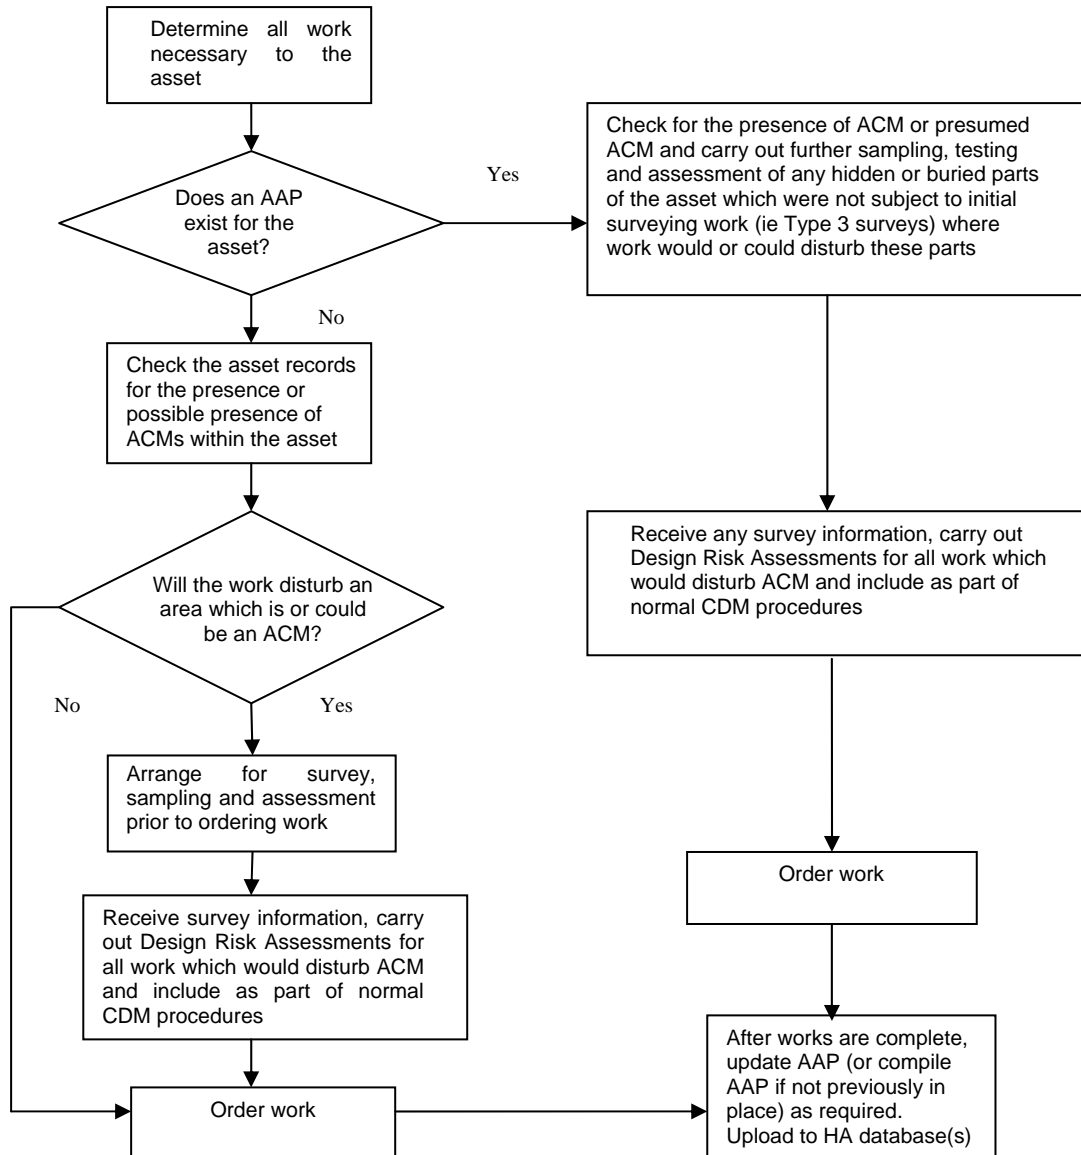 Determine all work
necessary to the
asset
Does an AAP
exist for the
asset?
Yes
Check for the presence of ACM or presumed
ACM and carry out further sampling, testing
and assessment of any hidden or buried parts
of the asset which were not subject to initial
surveying work (ie Type 3 surveys) where
work would or could disturb these parts
No
Check the asset records
for the presence or
possible presence of
ACMs within the asset
Will the work disturb an
area which is or could
be an ACM?
No
Yes
Receive any survey information, carry out
Design Risk Assessments for all work which
would disturb ACM and include as part of
normal CDM procedures
Arrange for survey,
sampling and assessment
prior to ordering work
Receive survey information, carry
out Design Risk Assessments for
all work which would disturb ACM
and include as part of normal
CDM procedures
Order work
Order work
After works are complete,
update AAP (or compile
AAP if not previously in
place) as required.
Upload to HA database(s)